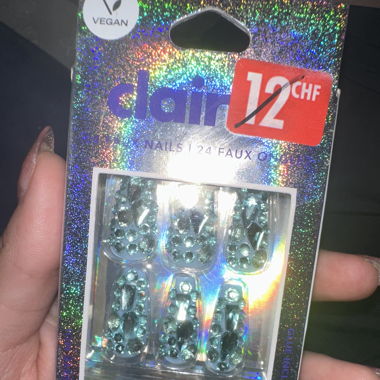 VEGAN
clair
12 CHF
NAILS | 24 FAUX O